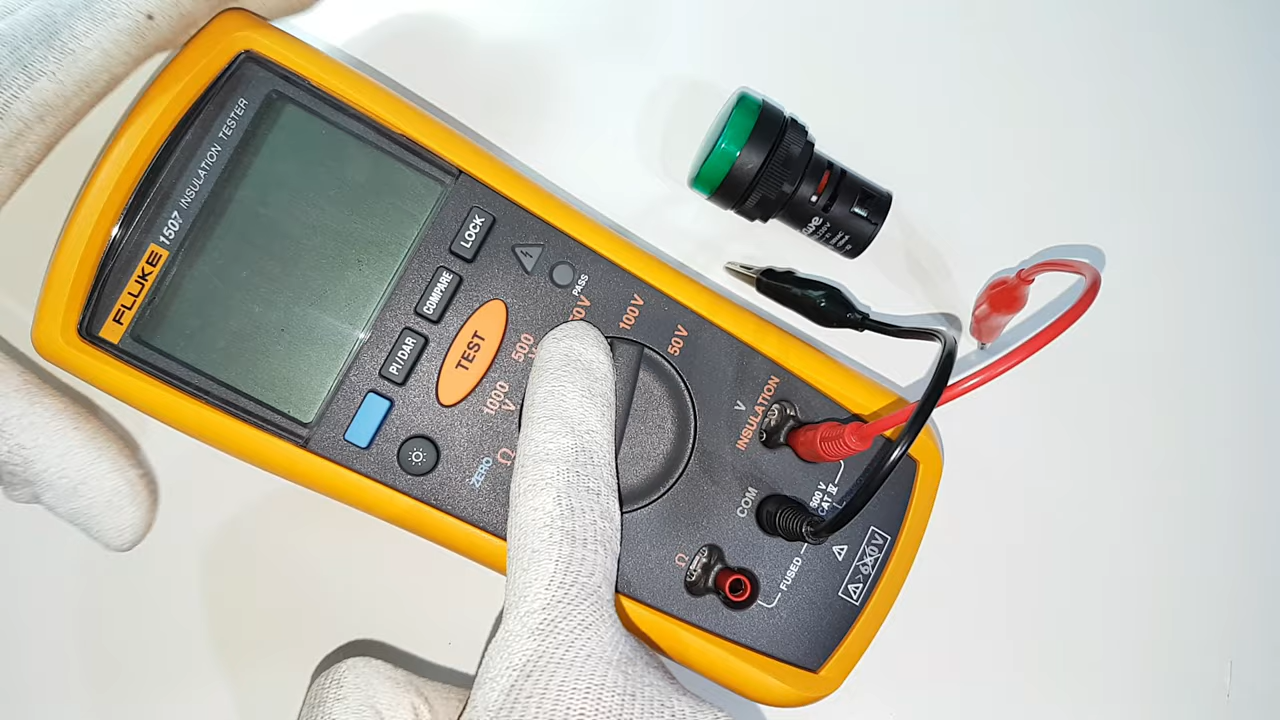 FLUKE 1507 INSULATION TESTER
LOCK
COMPARE
PI/DAR
TEST
PASS
100 V
50 V
500
1000
V
Ω
ZERO
V
INSULATION
COM
600 V
CAT IV
Ω
FUSED